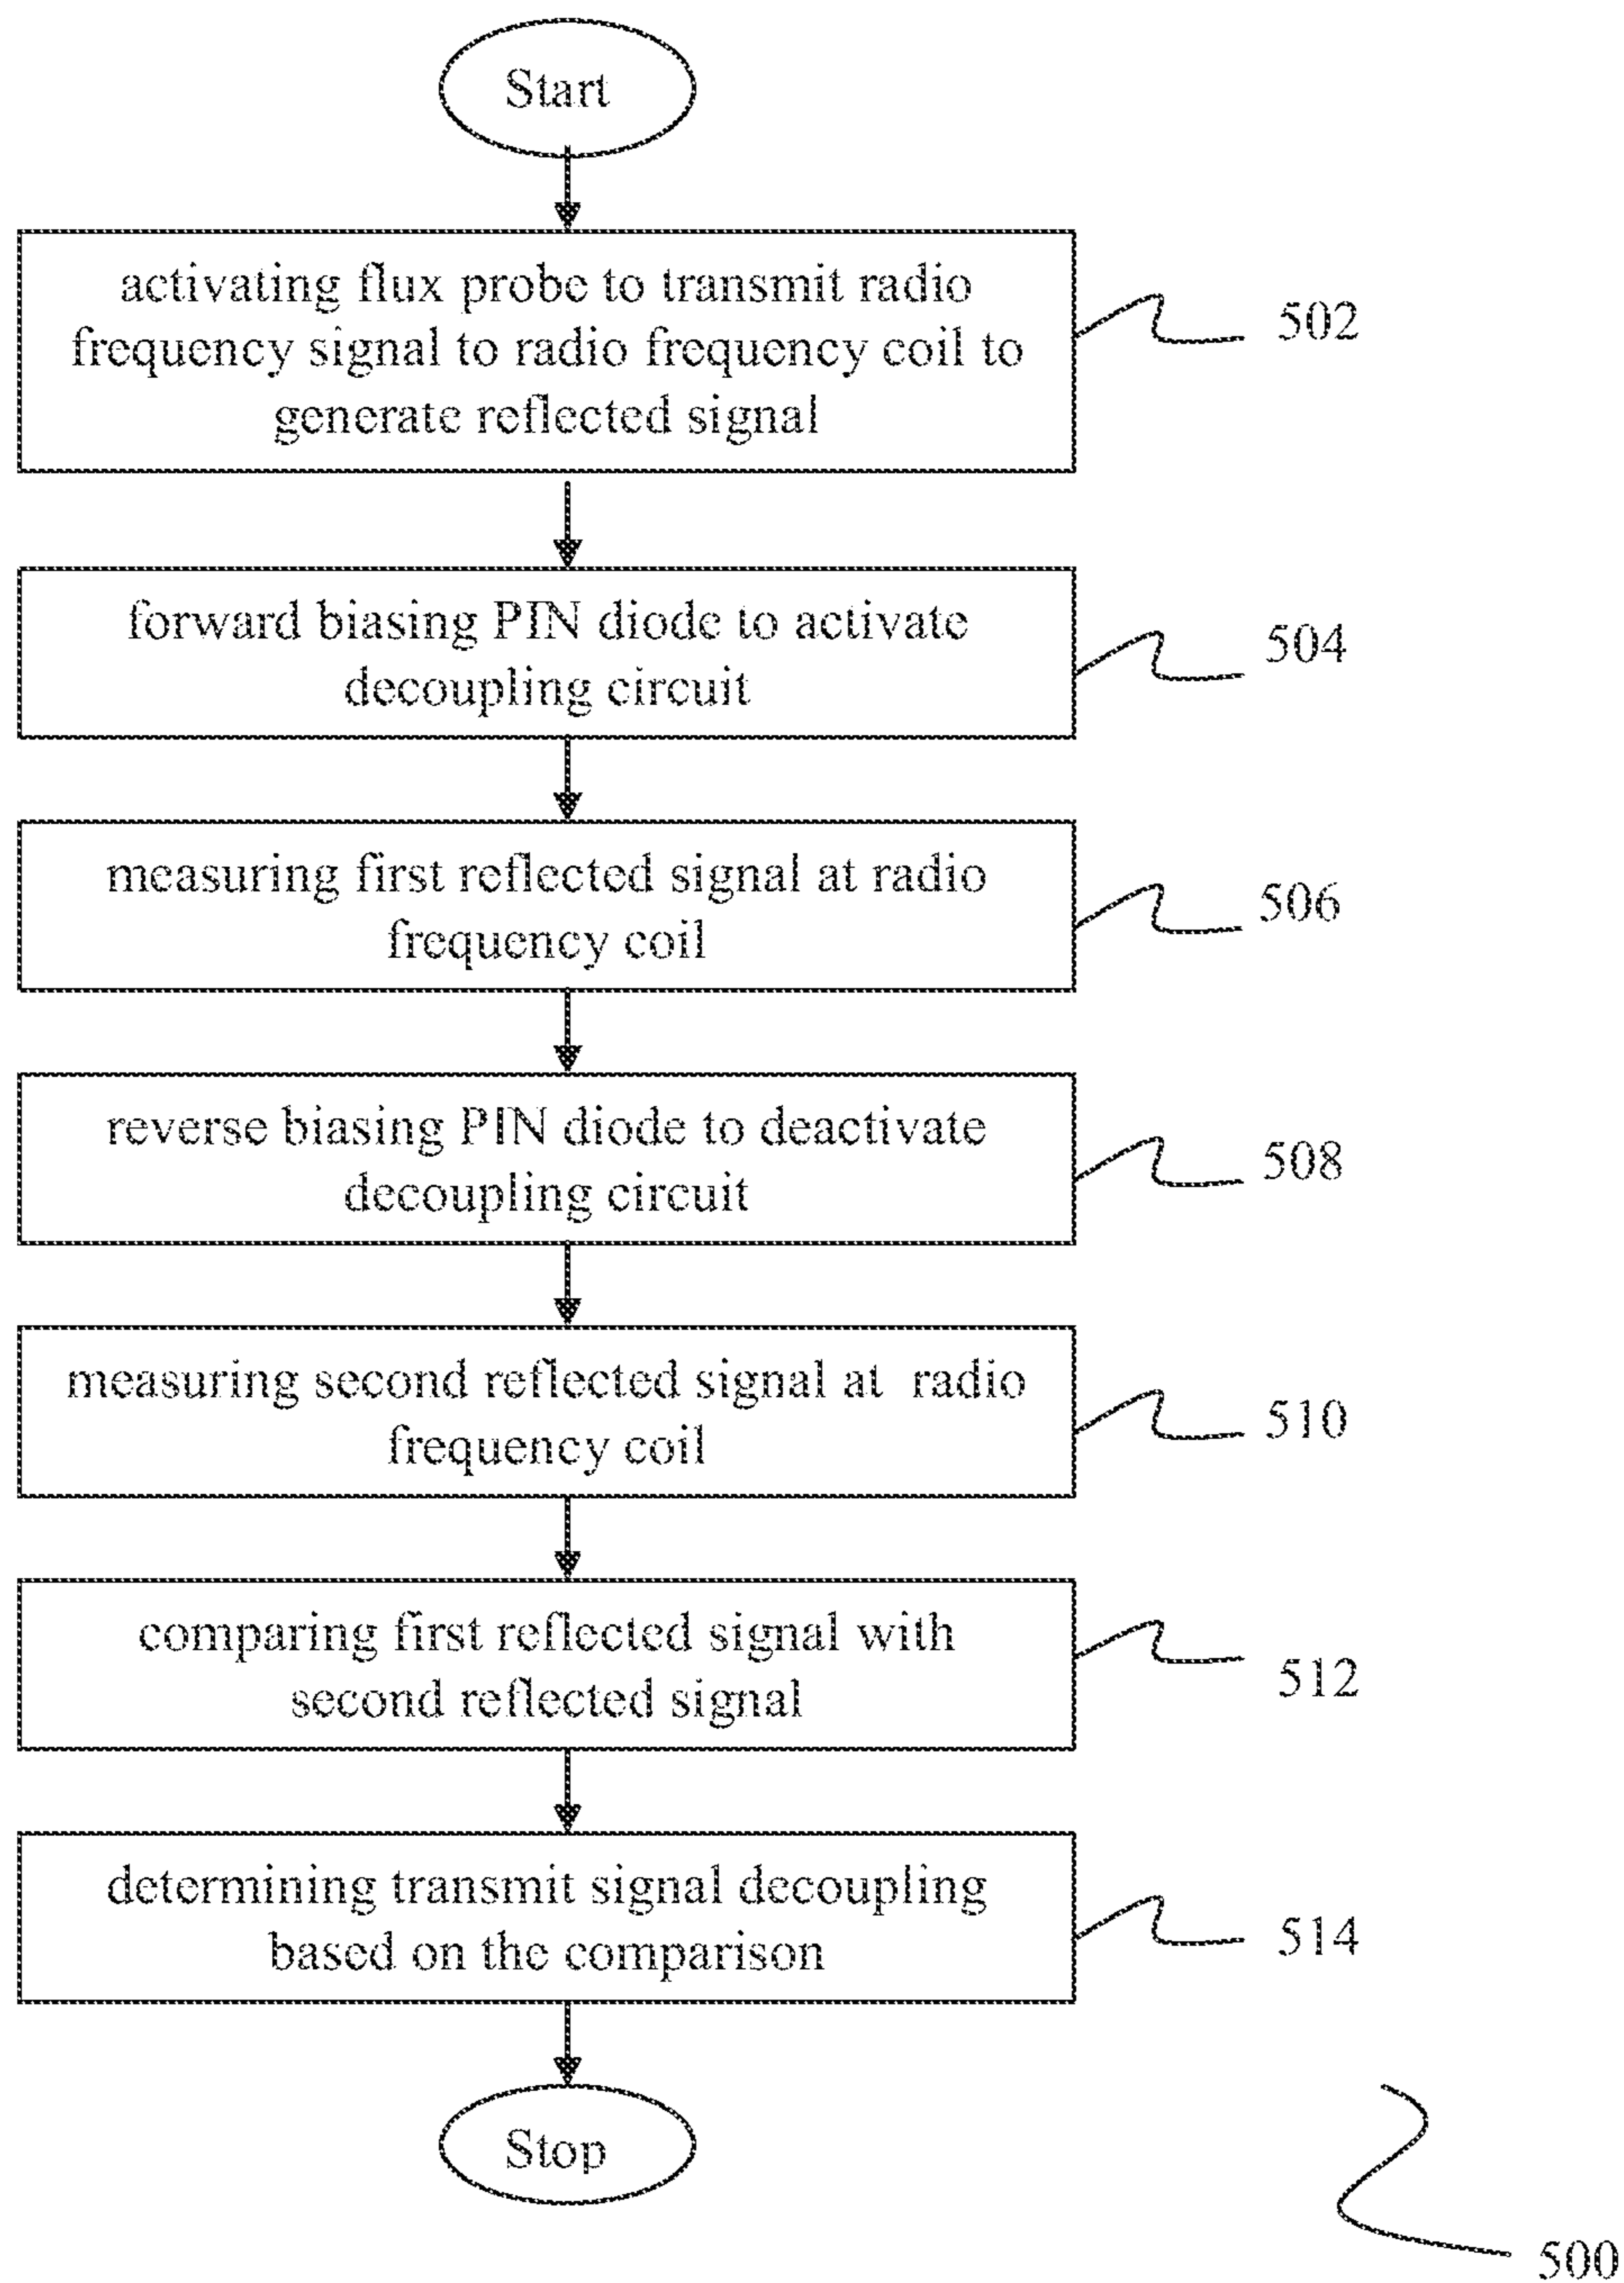 Start
activating flux probe to transmit radio
frequency signal to radio frequency coil to
generate reflected signal
502
forward biasing PIN diode to activate
decoupling circuit
504
measuring first reflected signal at radio
frequency coil
506
reverse biasing PIN diode to deactivate
decoupling circuit
508
measuring second reflected signal at radio
frequency coil
510
comparing first reflected signal with
second reflected signal
512
determining transmit signal decoupling
based on the comparison
514
Stop
500